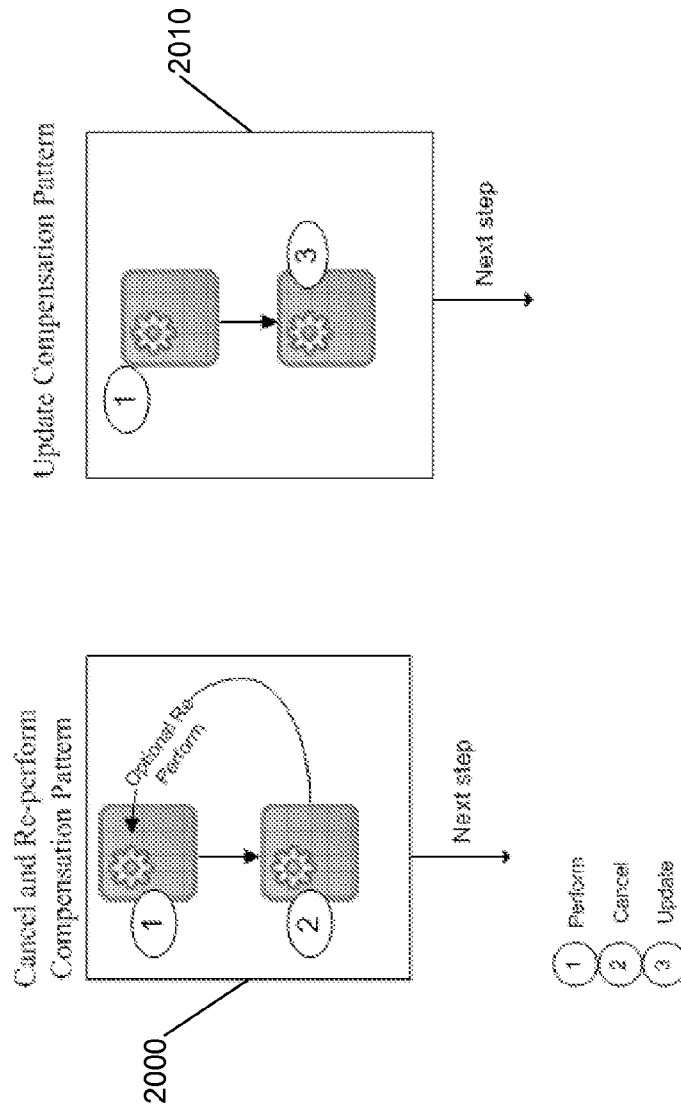 Cancel and Re-perform
Compensation Pattern
2000
1
Optional Re
Perform
2
Next step
Update Compensation Pattern
2010
1
3
Next step
1 Perform
2 Cancel
3 Update